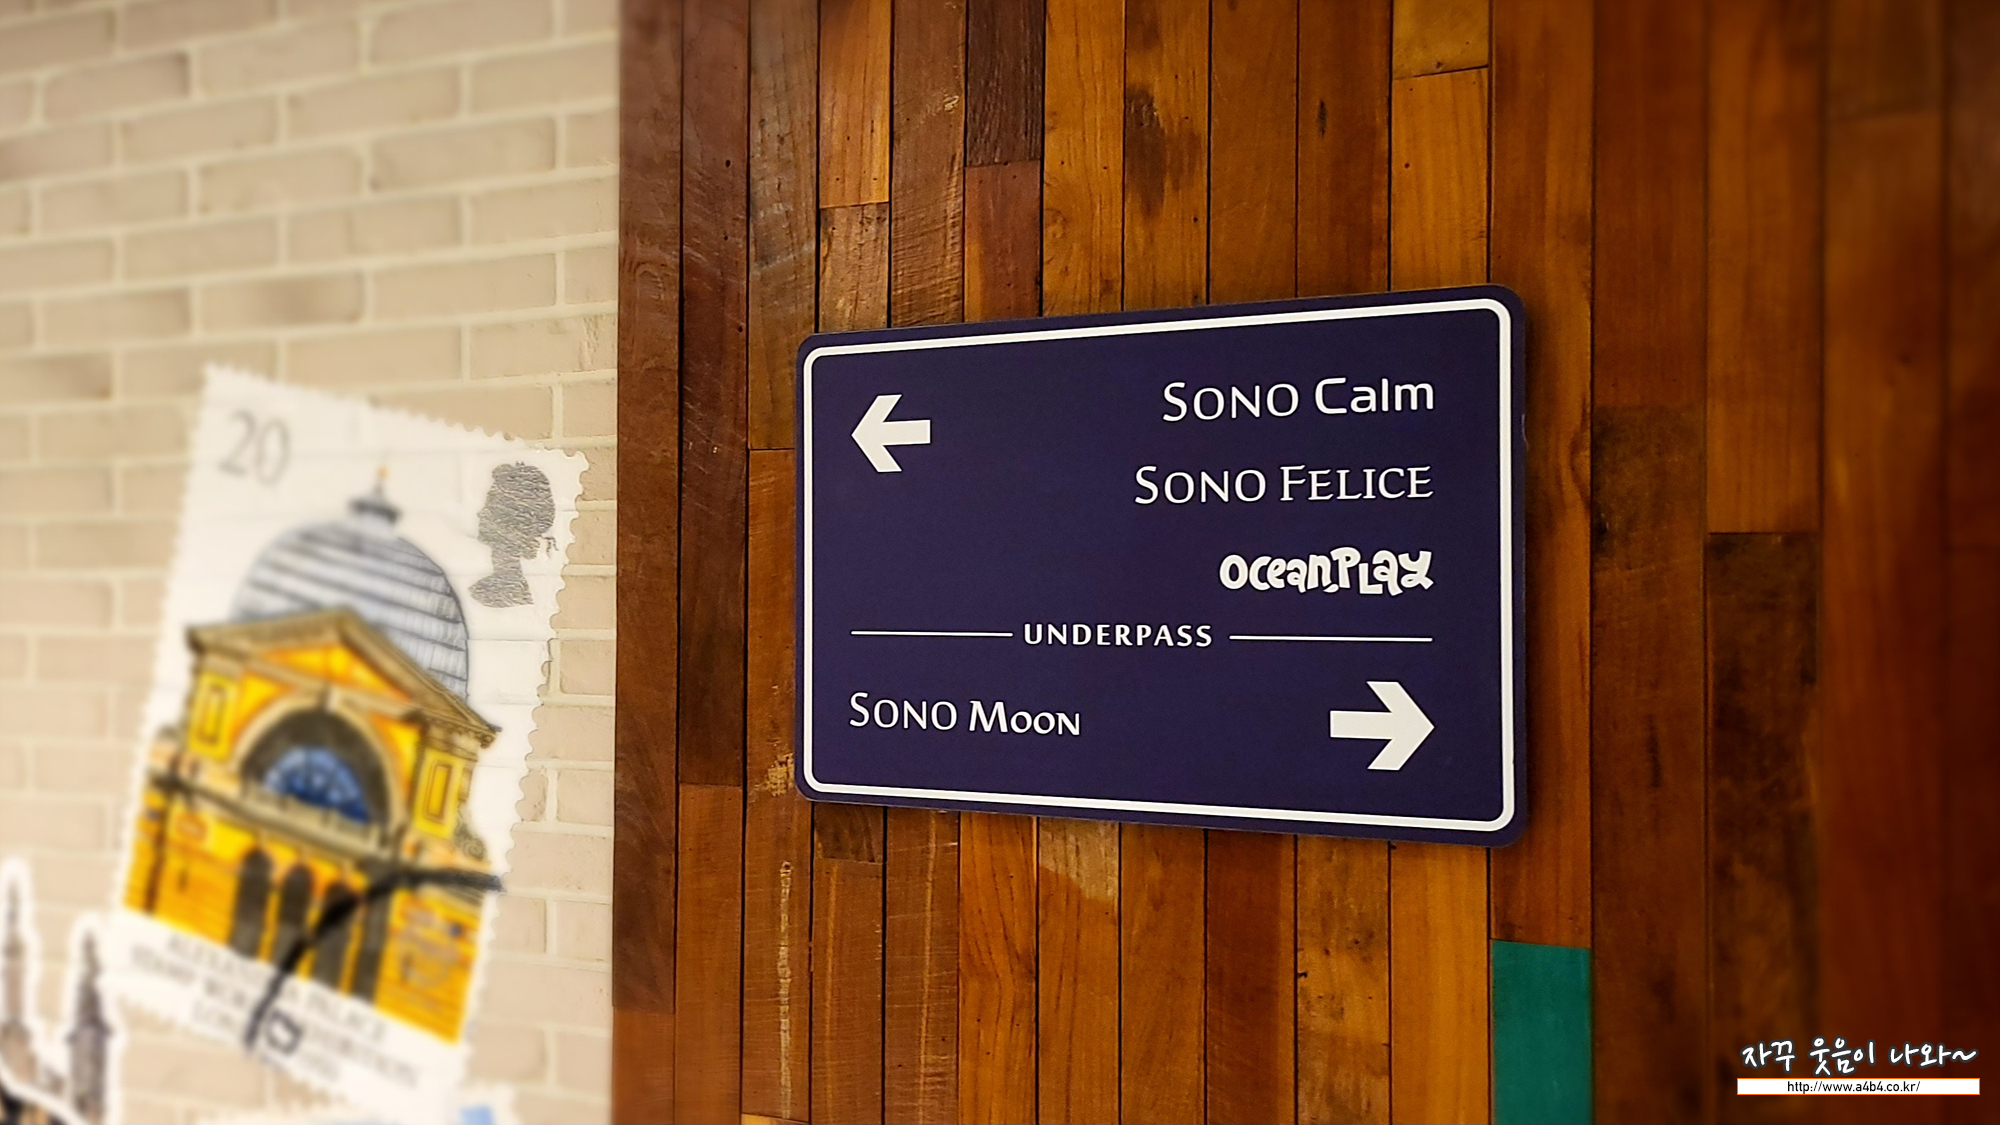 20
SONO Calm
SONO FELICE
OCeanPLay
UNDERPASS
SONO MOON
자꾸 웃음이 나와~
http://www.a4b4.co.kr/